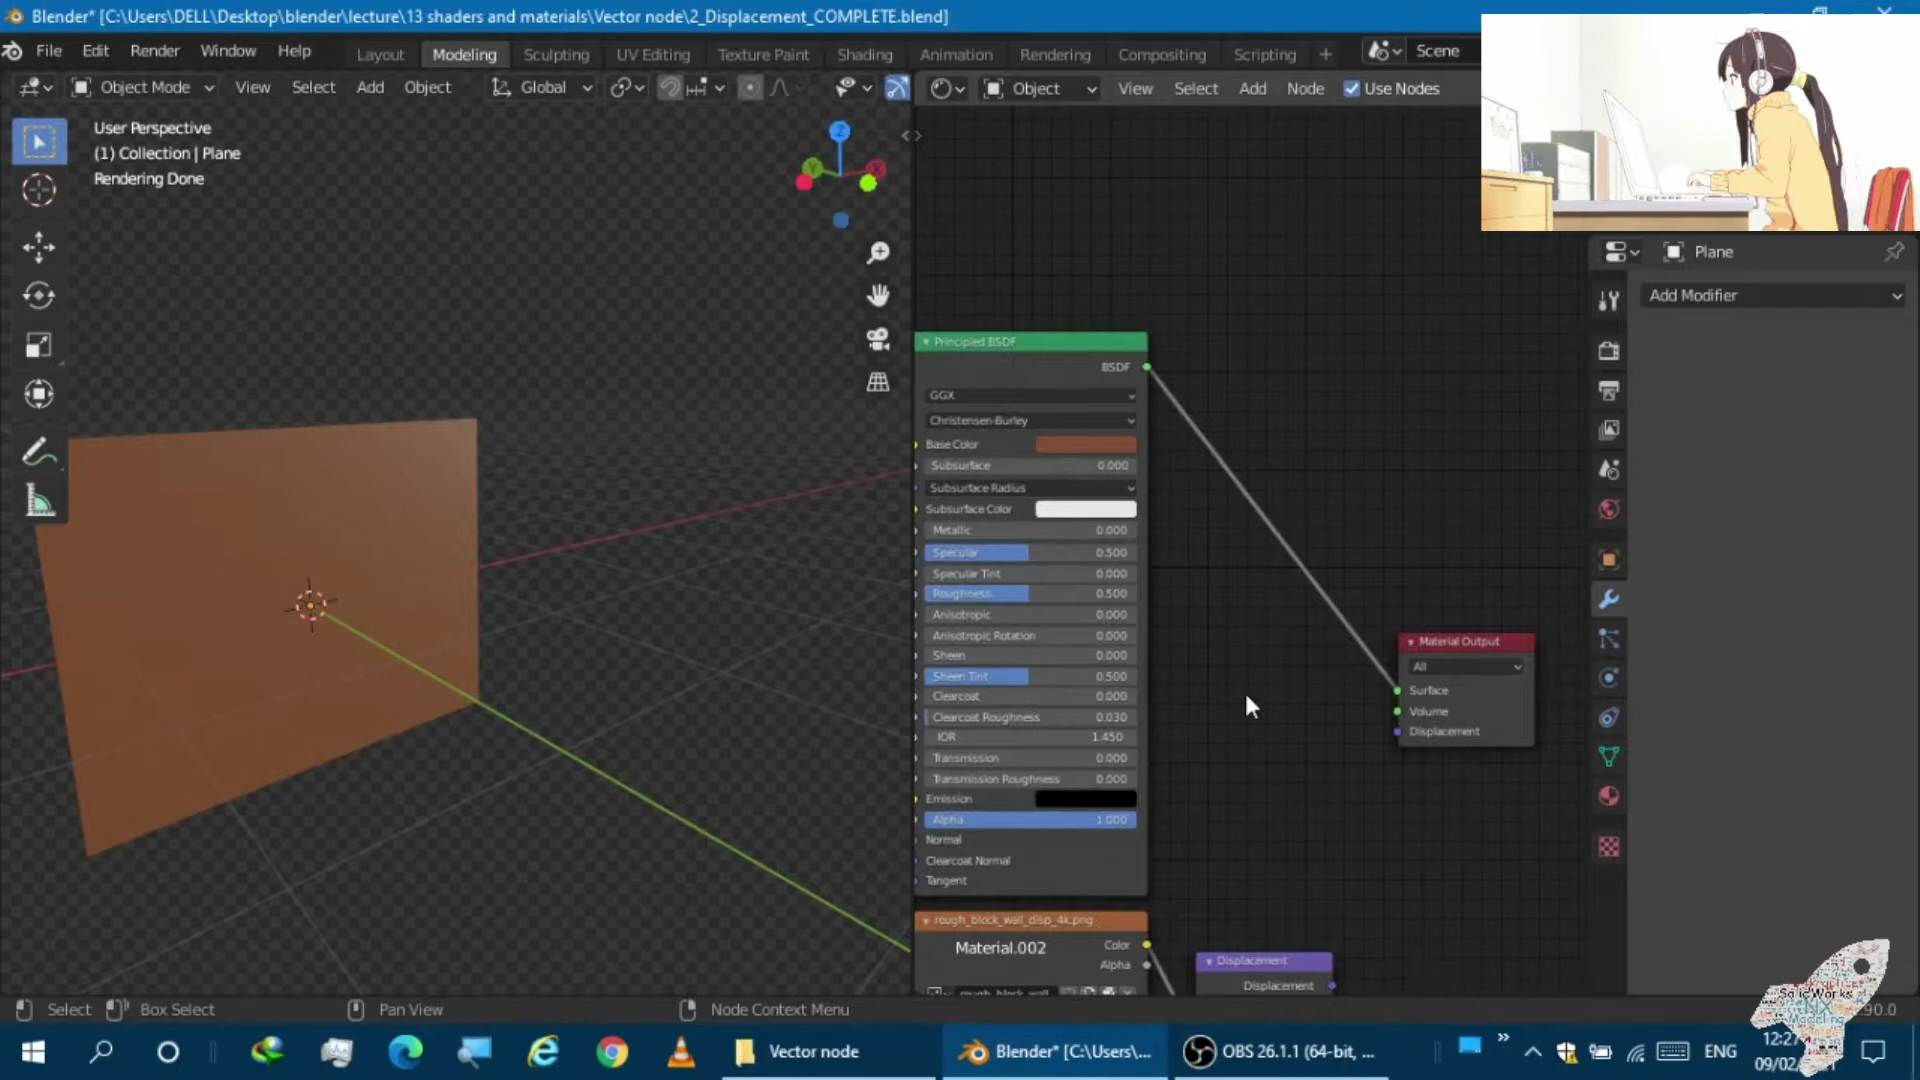 Blender* [C:\Users\DELL\Desktop\blender\lecture\13 shaders and materials\Vector node\2_Displacement_COMPLETE.blend]
File Edit Render Window Help Layout Modeling Sculpting UV Editing Texture Paint Shading Animation Rendering Compositing Scripting + Scene
Object Mode View Select Add Object Global Object View Select Add Node Use Nodes
User Perspective
(1) Collection | Plane
Rendering Done
Z
Plane
Add Modifier
Principled BSDF
BSDF
GGX
Christensen-Burley
Base Color
Subsurface 0.000
Subsurface Radius
Subsurface Color
Metallic 0.000
Specular 0.500
Specular Tint 0.000
Roughness 0.500
Anisotropic 0.000
Anisotropic Rotation 0.000
Sheen 0.000
Sheen Tint 0.500
Clearcoat 0.000
Clearcoat Roughness 0.030
IOR 1.450
Transmission 0.000
Transmission Roughness 0.000
Emission
Alpha 1.000
Normal
Clearcoat Normal
Tangent
Material Output
All
Surface
Volume
Displacement
rough_block_wall_disp_4k.png
Material.002
Color
Alpha
rough_block_wall
Displacement
Displacement
Select Box Select Pan View Node Context Menu
SolidWorks
NX
Modeling
.90.0
Vector node Blender* [C:\Users\... OBS 26.1.1 (64-bit, ... ENG
12:27
09/02/